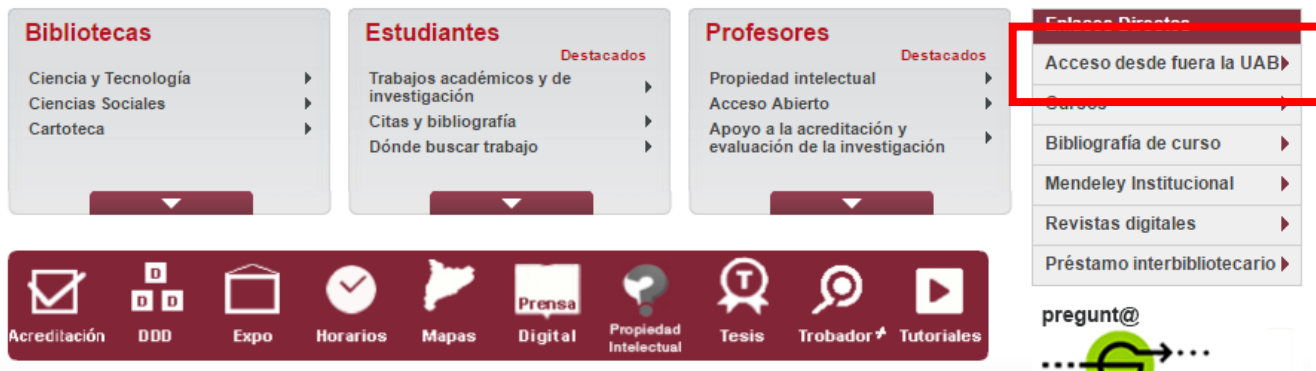 Bibliotecas
Ciencia y Tecnología
Ciencias Sociales
Cartoteca
Estudiantes
Destacados
Trabajos académicos y de
investigación
Citas y bibliografía
Dónde buscar trabajo
Profesores
Destacados
Propiedad intelectual
Acceso Abierto
Apoyo a la acreditación y
evaluación de la investigación
Enlaces Directos
Acceso desde fuera la UAB
Cursos
Bibliografía de curso
Mendeley Institucional
Revistas digitales
Préstamo interbibliotecario
Acreditación
D
D D
DDD
Expo
Horarios
Mapas
Prensa
Digital
?
Propiedad
Intelectual
T
Tesis
Trobador+
Tutoriales
pregunt@